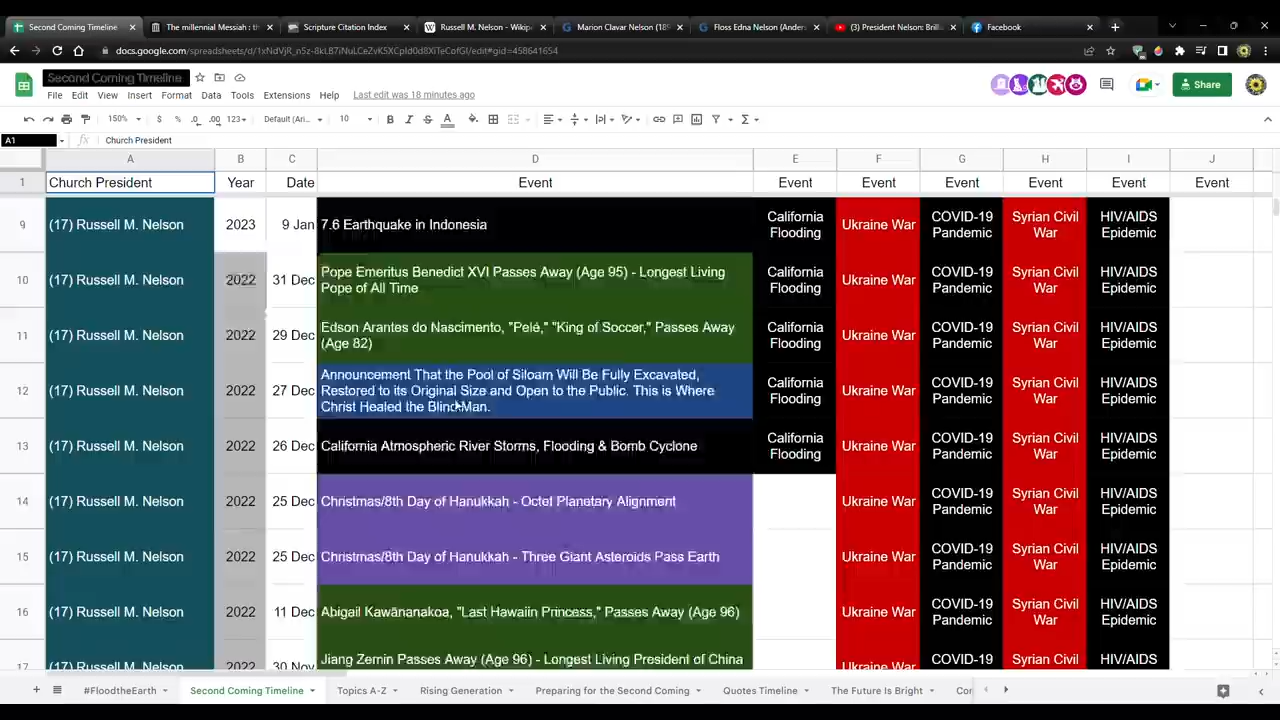 Second Coming Timeline
The millennial Messiah : th
Scripture Citation Index
Russell M. Nelson - Wikip
Marion Clavar Nelson (189
Floss Edna Nelson (Anders
(3) President Nelson: Brilli
Facebook
Second Coming Timeline
File Edit View Insert Format Data Tools Extensions Help Last edit was 18 minutes ago
Share
150% $ % .0 .00 123 Default (Ari... 10
A1
fx Church President
A B C D E F G H I J
1 Church President Year Date Event Event Event Event Event Event Event
9 (17) Russell M. Nelson 2023 9 Jan 7.6 Earthquake in Indonesia California Flooding Ukraine War COVID-19 Pandemic Syrian Civil War HIV/AIDS Epidemic
10 (17) Russell M. Nelson 2022 31 Dec Pope Emeritus Benedict XVI Passes Away (Age 95) - Longest Living Pope of All Time California Flooding Ukraine War COVID-19 Pandemic Syrian Civil War HIV/AIDS Epidemic
11 (17) Russell M. Nelson 2022 29 Dec Edson Arantes do Nascimento, "Pelé," "King of Soccer," Passes Away (Age 82) California Flooding Ukraine War COVID-19 Pandemic Syrian Civil War HIV/AIDS Epidemic
12 (17) Russell M. Nelson 2022 27 Dec Announcement That the Pool of Siloam Will Be Fully Excavated, Restored to its Original Size and Open to the Public. This is Where Christ Healed the Blind Man. California Flooding Ukraine War COVID-19 Pandemic Syrian Civil War HIV/AIDS Epidemic
13 (17) Russell M. Nelson 2022 26 Dec California Atmospheric River Storms, Flooding & Bomb Cyclone California Flooding Ukraine War COVID-19 Pandemic Syrian Civil War HIV/AIDS Epidemic
14 (17) Russell M. Nelson 2022 25 Dec Christmas/8th Day of Hanukkah - Octet Planetary Alignment Ukraine War COVID-19 Pandemic Syrian Civil War HIV/AIDS Epidemic
15 (17) Russell M. Nelson 2022 25 Dec Christmas/8th Day of Hanukkah - Three Giant Asteroids Pass Earth Ukraine War COVID-19 Pandemic Syrian Civil War HIV/AIDS Epidemic
16 (17) Russell M. Nelson 2022 11 Dec Abigail Kawānanakoa, "Last Hawaiin Princess," Passes Away (Age 96) Ukraine War COVID-19 Pandemic Syrian Civil War HIV/AIDS Epidemic
17 (17) Russell M. Nelson 2022 30 Nov Jiang Zemin Passes Away (Age 96) - Longest Living President of China Ukraine War COVID-19 Syrian Civil HIV/AIDS
#FloodtheEarth Second Coming Timeline Topics A-Z Rising Generation Preparing for the Second Coming Quotes Timeline The Future Is Bright